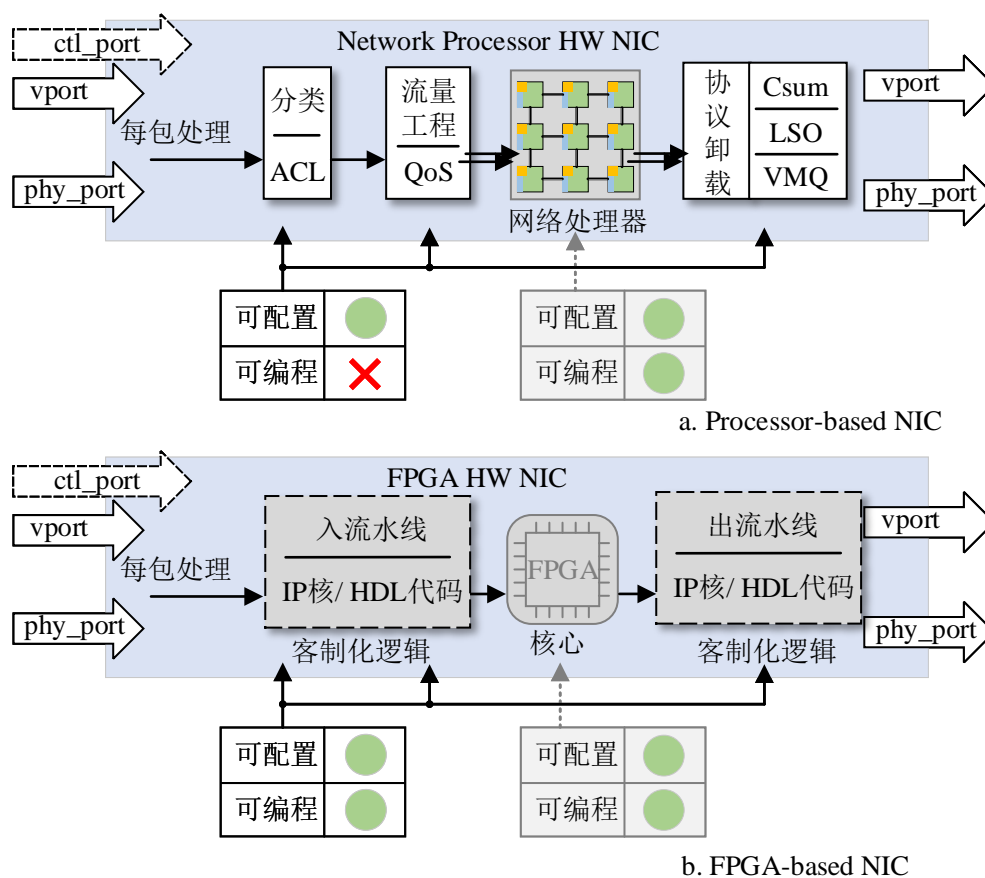 Network Processor HW NIC
ctl_port
vport
每包处理
phy_port
分类
ACL
流量
工程
QoS
网络处理器
协
议
卸
载
Csum
LSO
VMQ
vport
phy_port
可配置
可编程
可配置
可编程
a. Processor-based NIC
FPGA HW NIC
ctl_port
vport
每包处理
phy_port
入流水线
IP核/ HDL代码
客制化逻辑
FPGA
核心
出流水线
IP核/ HDL代码
客制化逻辑
vport
phy_port
可配置
可编程
可配置
可编程
b. FPGA-based NIC